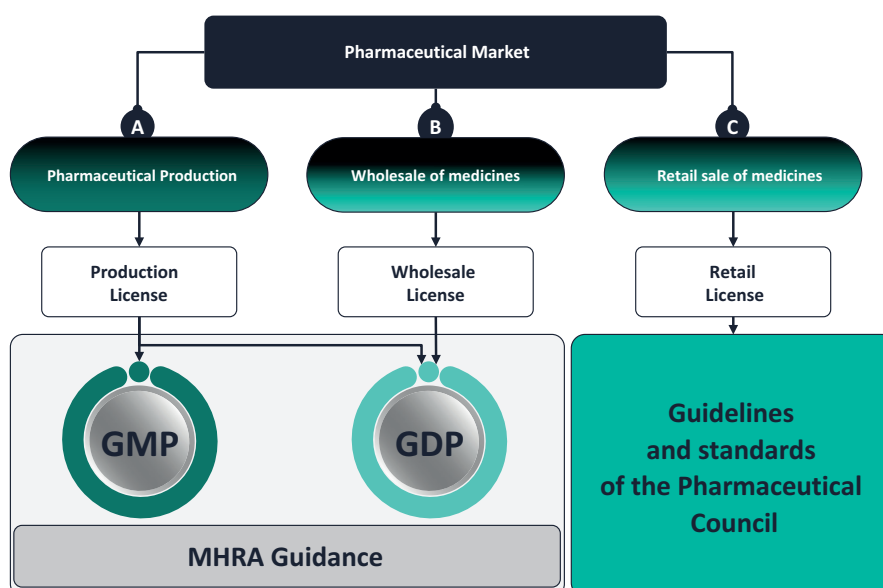 Pharmaceutical Market
A
B
C
Pharmaceutical Production
Wholesale of medicines
Retail sale of medicines
Production
License
Wholesale
License
Retail
License
GMP
GDP
MHRA Guidance
Guidelines
and standards
of the Pharmaceutical
Council